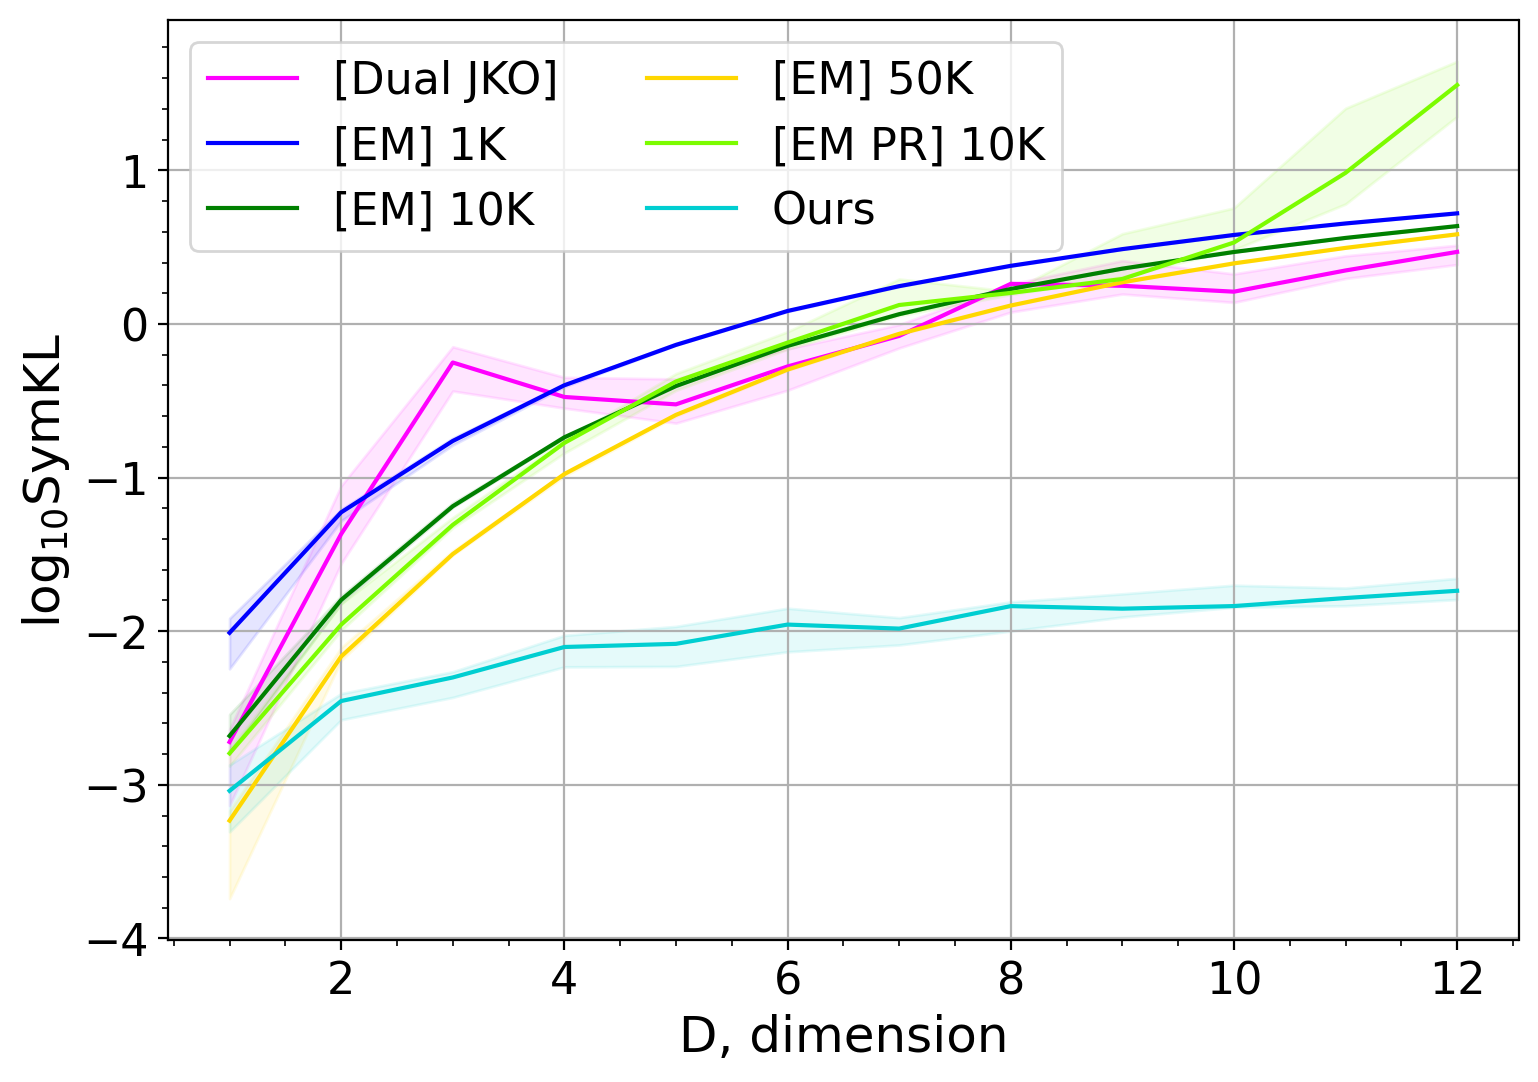 [Dual JKO]
[EM] 1K
[EM] 10K
[EM] 50K
[EM PR] 10K
Ours
log₁₀SymKL
1
0
−1
−2
−3
−4
2
4
6
8
10
12
D, dimension